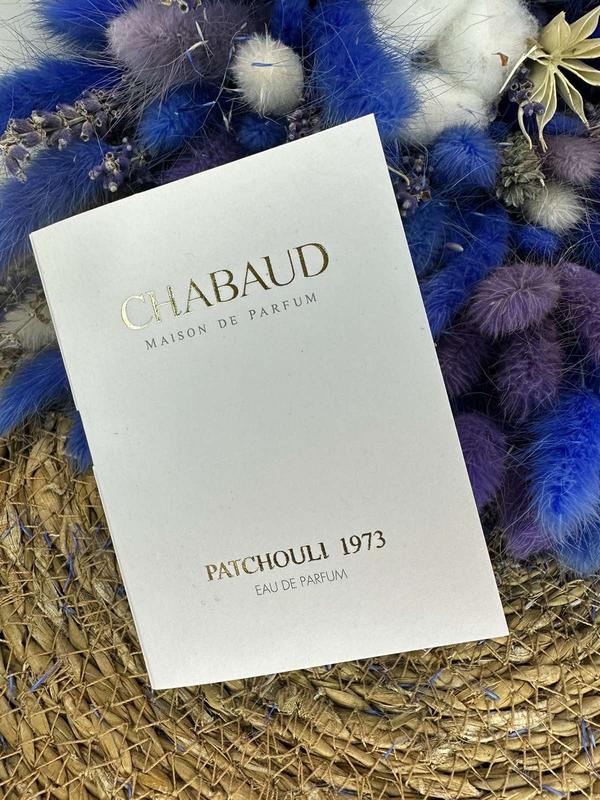 CHABAUD
MAISON DE PARFUM
PATCHOULI 1973
EAU DE PARFUM